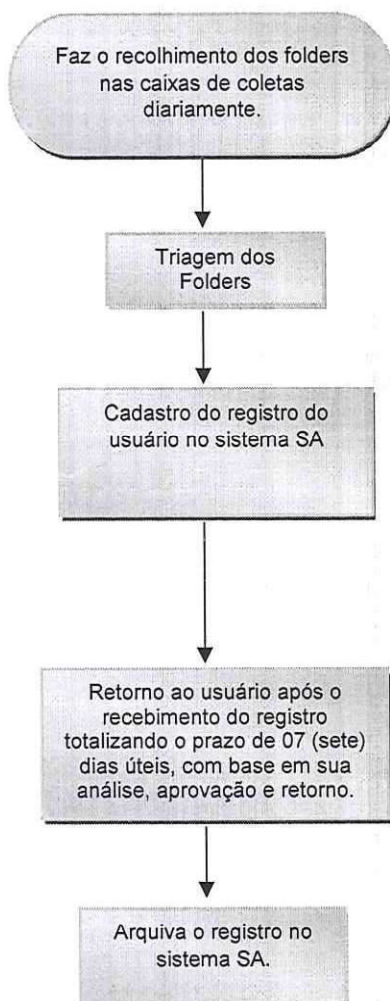 Faz o recolhimento dos folders
nas caixas de coletas
diariamente.
Triagem dos
Folders
Cadastro do registro do
usuário no sistema SA
Retorno ao usuário após o
recebimento do registro
totalizando o prazo de 07 (sete)
dias úteis, com base em sua
análise, aprovação e retorno.
Arquiva o registro no
sistema SA.